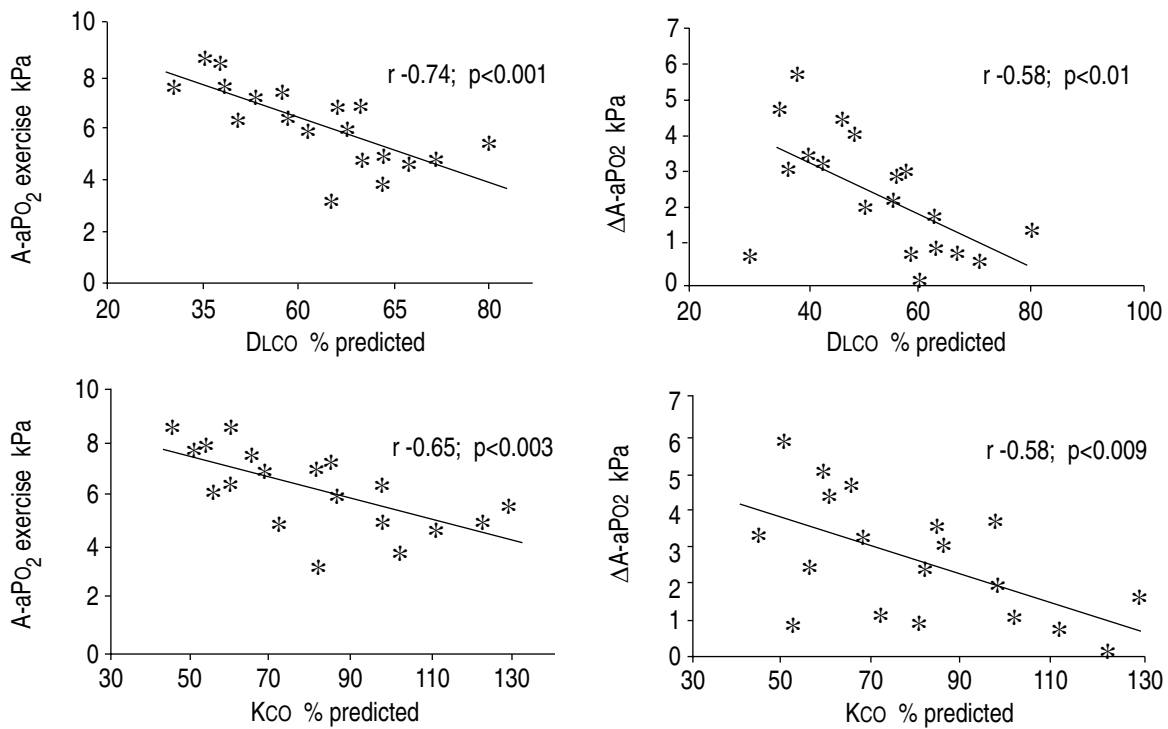 10
8
6
4
2
0
A-aPO2 exercise kPa
r -0.74; p<0.001
20 35 60 65 80
DLCO % predicted
7
6
5
4
3
2
1
0
ΔA-aPO2 kPa
r -0.58; p<0.01
20 40 60 80 100
DLCO % predicted
10
8
6
4
2
0
A-aPO2 exercise kPa
r -0.65; p<0.003
30 50 70 90 110 130
KCO % predicted
7
6
5
4
3
2
1
0
ΔA-aPO2 kPa
r -0.58; p<0.009
30 50 70 90 110 130
KCO % predicted